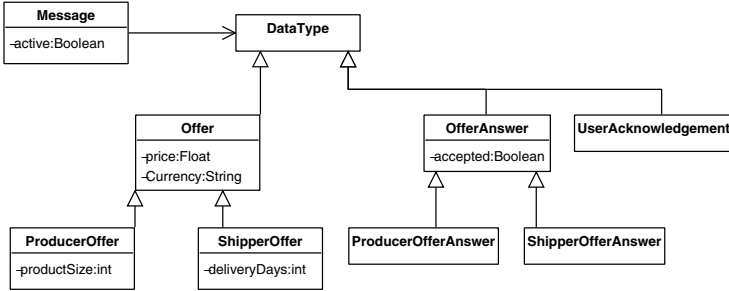 Message
-active:Boolean
DataType
Offer
-price:Float
-Currency:String
OfferAnswer
-accepted:Boolean
UserAcknowledgement
ProducerOffer
-productSize:int
ShipperOffer
-deliveryDays:int
ProducerOfferAnswer
ShipperOfferAnswer